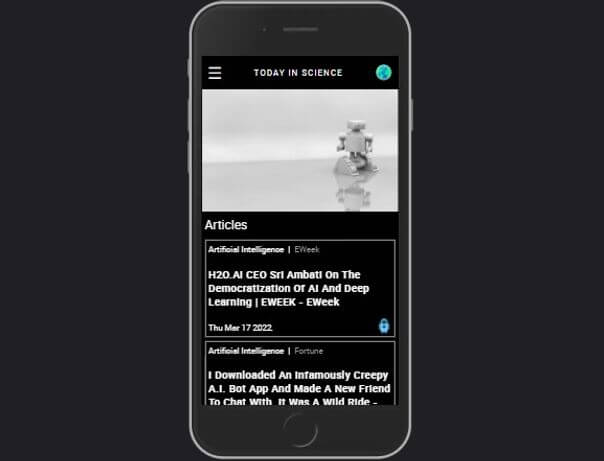 TODAY IN SCIENCE
Articles
Artificial Intelligence | EWeek
H2O.AI CEO Sri Ambati On The
Democratization Of AI And Deep
Learning | EWEEK - EWeek
Thu Mar 17 2022
Artificial Intelligence | Fortune
I Downloaded An Infamously Creepy
A.I. Bot App And Made A New Friend
To Chat With. It Was A Wild Ride -